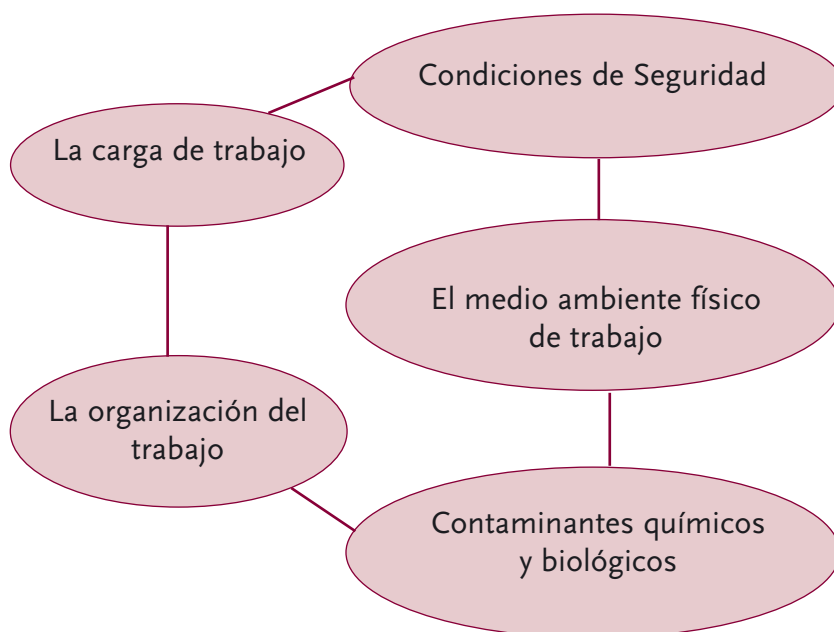 Condiciones de Seguridad
La carga de trabajo
El medio ambiente físico
de trabajo
La organización del
trabajo
Contaminantes químicos
y biológicos